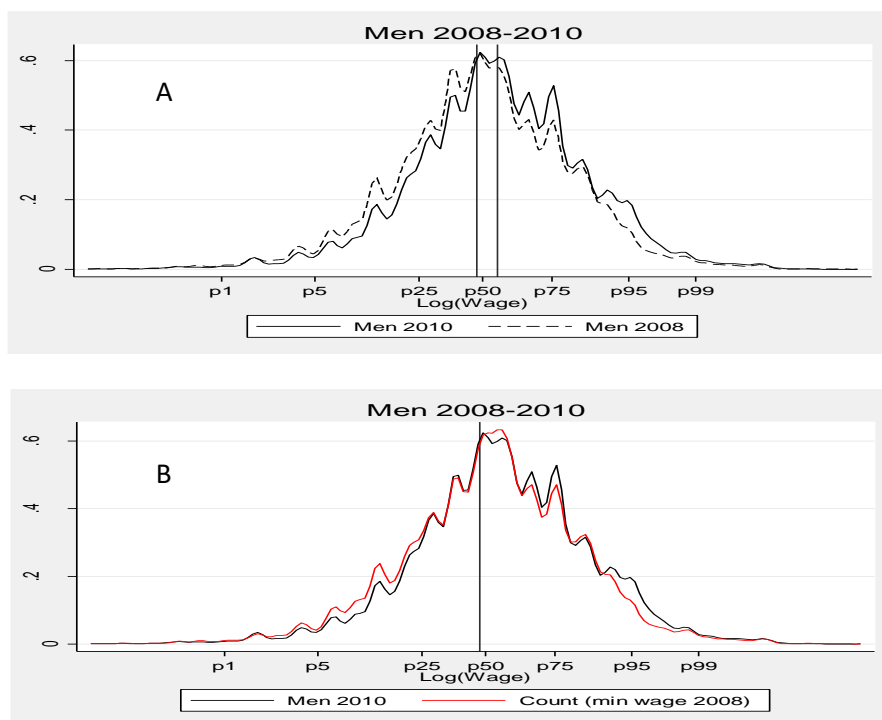 Men 2008-2010
A
.6
.4
.2
0
p1 p5 p25 p50 p75 p95 p99
Log(Wage)
Men 2010 Men 2008
Men 2008-2010
B
.6
.4
.2
0
p1 p5 p25 p50 p75 p95 p99
Log(Wage)
Men 2010 Count (min wage 2008)